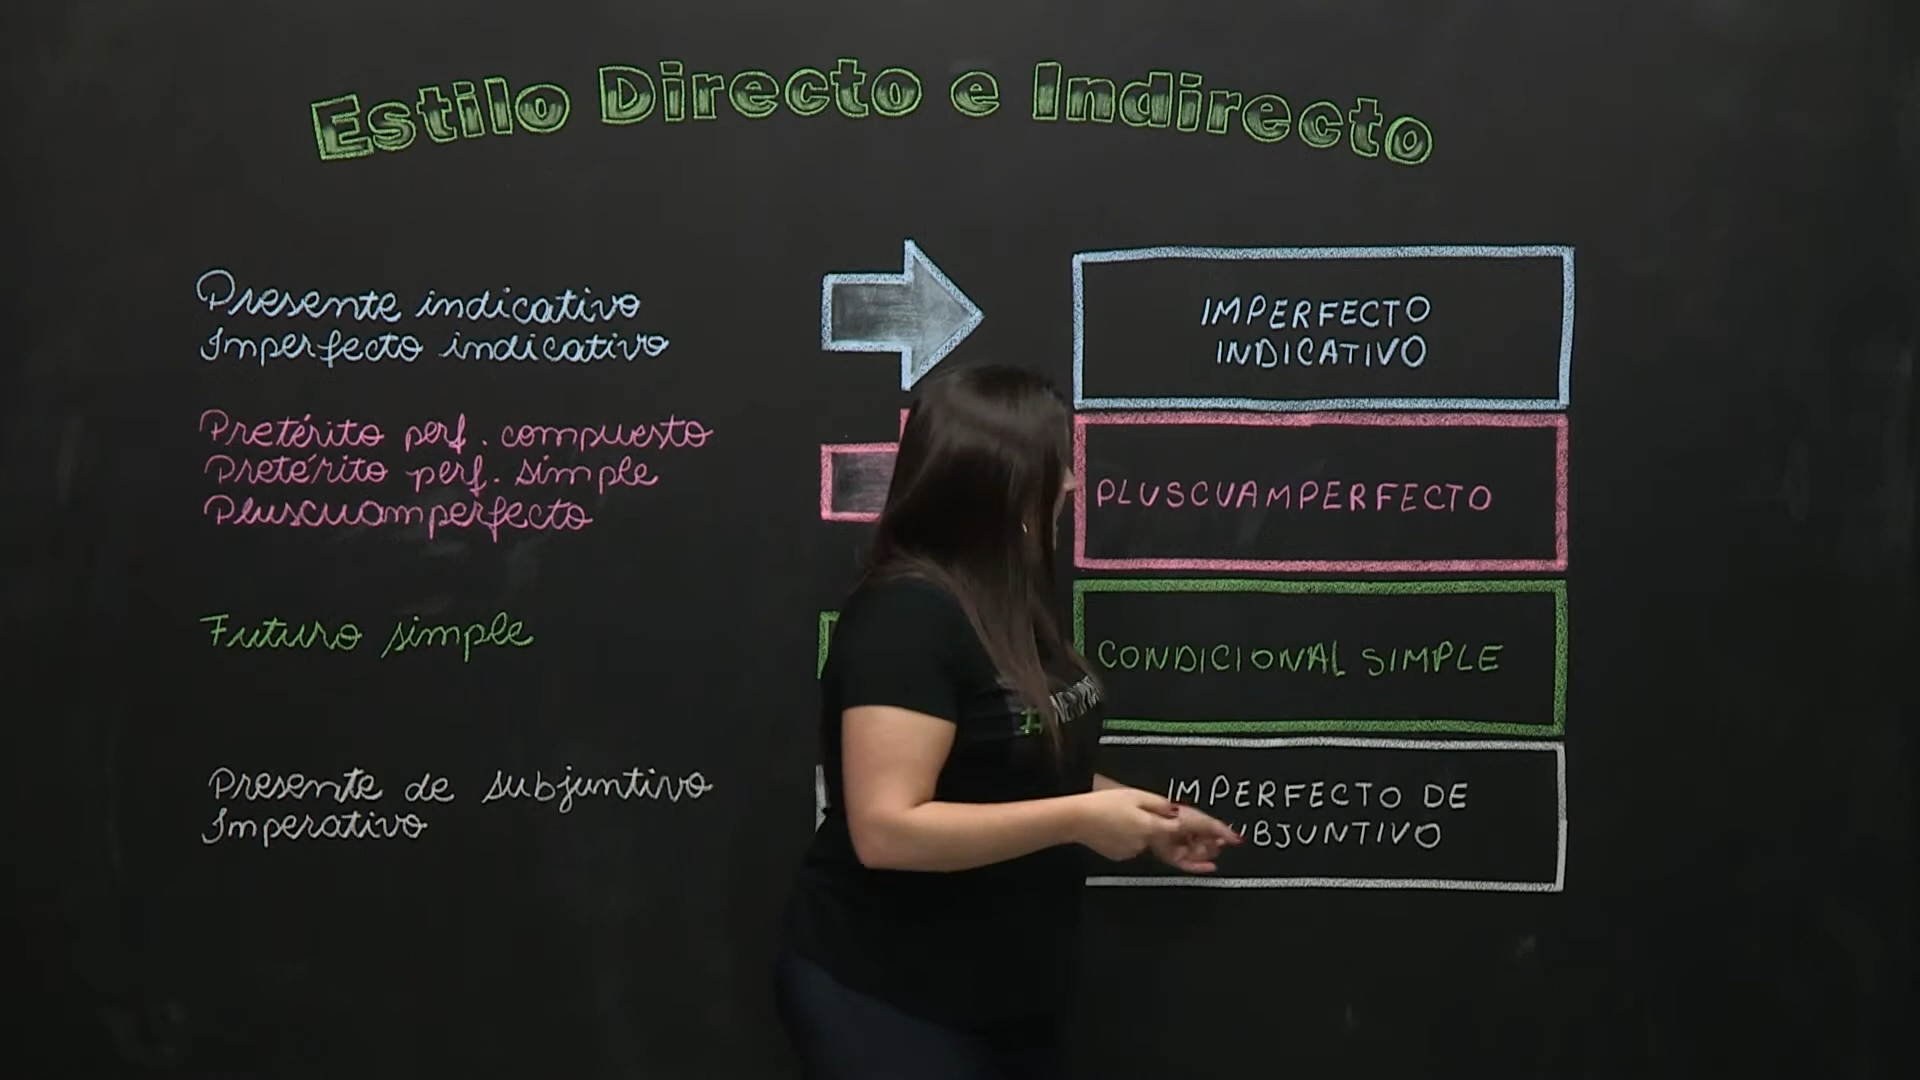 Estilo Directo e Indirecto
Presente indicativo
Imperfecto indicativo
IMPERFECTO
INDICATIVO
Pretérito perf. compuesto
Pretérito perf. simple
Pluscuamperfecto
PLUSCUAMPERFECTO
Futuro simple
CONDICIONAL SIMPLE
Presente de subjuntivo
Imperativo
IMPERFECTO DE
UBJUNTIVO